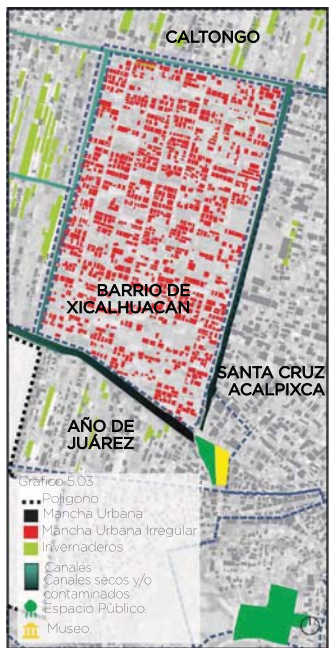 CALTONGO
BARRIO DE
XICALHUACAN
SANTA CRUZ
ACALPIXCA
AÑO DE
JUÁREZ
Gráfico 5.03
Polígono
Mancha Urbana
Mancha Urbana Irregular
Invernaderos
Canales
Canales secos y/o
contaminados
Espacio Público.
Museo.